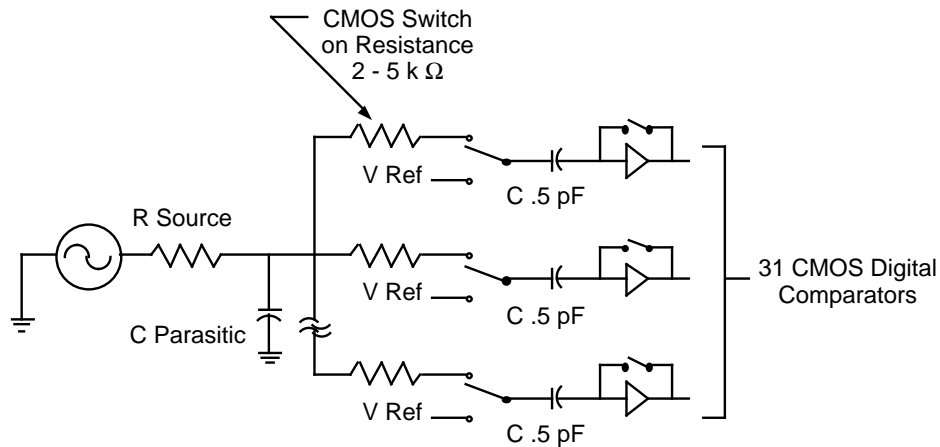 CMOS Switch
on Resistance
2 - 5 k Ω
V Ref
C .5 pF
R Source
V Ref
C .5 pF
31 CMOS Digital
Comparators
C Parasitic
V Ref
C .5 pF